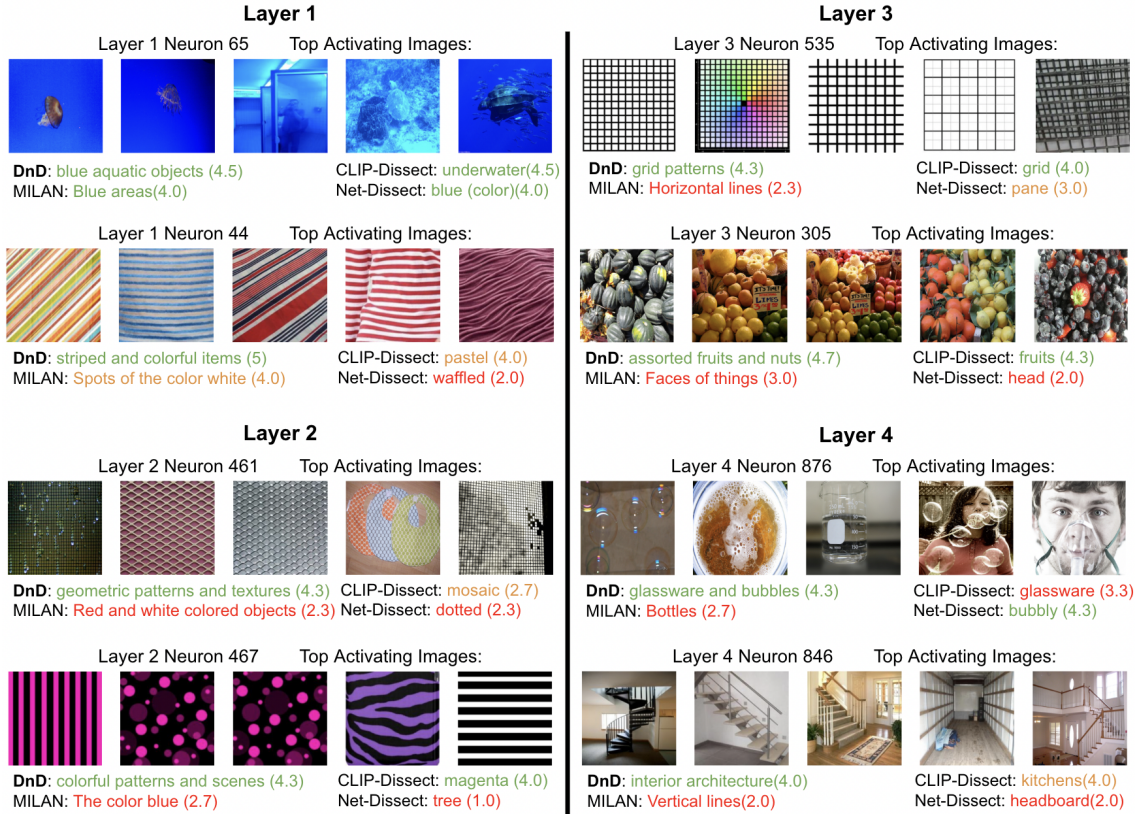 Layer 1
Layer 1 Neuron 65 Top Activating Images:
DnD: blue aquatic objects (4.5) CLIP-Dissect: underwater(4.5)
MILAN: Blue areas(4.0) Net-Dissect: blue (color)(4.0)
Layer 1 Neuron 44 Top Activating Images:
DnD: striped and colorful items (5) CLIP-Dissect: pastel (4.0)
MILAN: Spots of the color white (4.0) Net-Dissect: waffled (2.0)
Layer 2
Layer 2 Neuron 461 Top Activating Images:
DnD: geometric patterns and textures (4.3) CLIP-Dissect: mosaic (2.7)
MILAN: Red and white colored objects (2.3) Net-Dissect: dotted (2.3)
Layer 2 Neuron 467 Top Activating Images:
DnD: colorful patterns and scenes (4.3) CLIP-Dissect: magenta (4.0)
MILAN: The color blue (2.7) Net-Dissect: tree (1.0)
Layer 3
Layer 3 Neuron 535 Top Activating Images:
DnD: grid patterns (4.3) CLIP-Dissect: grid (4.0)
MILAN: Horizontal lines (2.3) Net-Dissect: pane (3.0)
Layer 3 Neuron 305 Top Activating Images:
DnD: assorted fruits and nuts (4.7) CLIP-Dissect: fruits (4.3)
MILAN: Faces of things (3.0) Net-Dissect: head (2.0)
Layer 4
Layer 4 Neuron 876 Top Activating Images:
DnD: glassware and bubbles (4.3) CLIP-Dissect: glassware (3.3)
MILAN: Bottles (2.7) Net-Dissect: bubbly (4.3)
Layer 4 Neuron 846 Top Activating Images:
DnD: interior architecture(4.0) CLIP-Dissect: kitchens(4.0)
MILAN: Vertical lines(2.0) Net-Dissect: headboard(2.0)